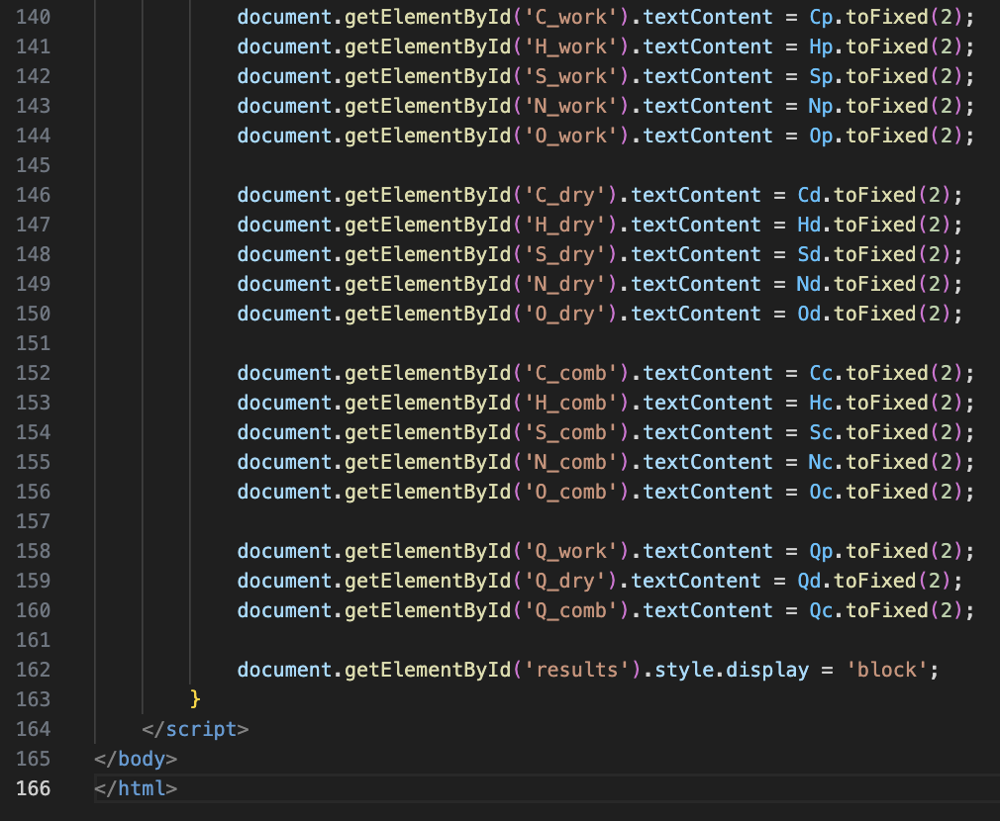 140 document.getElementById('C_work').textContent = Cp.toFixed(2);
141 document.getElementById('H_work').textContent = Hp.toFixed(2);
142 document.getElementById('S_work').textContent = Sp.toFixed(2);
143 document.getElementById('N_work').textContent = Np.toFixed(2);
144 document.getElementById('O_work').textContent = Op.toFixed(2);
145
146 document.getElementById('C_dry').textContent = Cd.toFixed(2);
147 document.getElementById('H_dry').textContent = Hd.toFixed(2);
148 document.getElementById('S_dry').textContent = Sd.toFixed(2);
149 document.getElementById('N_dry').textContent = Nd.toFixed(2);
150 document.getElementById('O_dry').textContent = Od.toFixed(2);
151
152 document.getElementById('C_comb').textContent = Cc.toFixed(2);
153 document.getElementById('H_comb').textContent = Hc.toFixed(2);
154 document.getElementById('S_comb').textContent = Sc.toFixed(2);
155 document.getElementById('N_comb').textContent = Nc.toFixed(2);
156 document.getElementById('O_comb').textContent = Oc.toFixed(2);
157
158 document.getElementById('Q_work').textContent = Qp.toFixed(2);
159 document.getElementById('Q_dry').textContent = Qd.toFixed(2);
160 document.getElementById('Q_comb').textContent = Qc.toFixed(2);
161
162 document.getElementById('results').style.display = 'block';
163 }
164 </script>
165 </body>
166 </html>